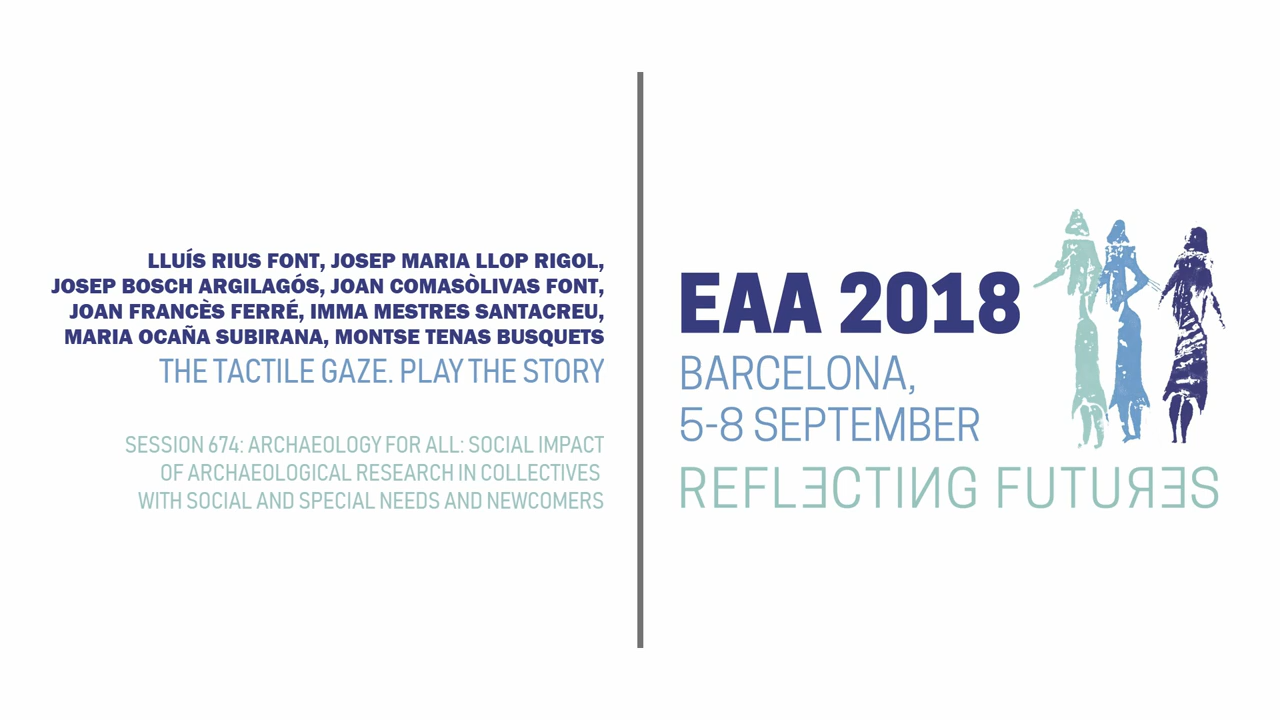 LLUÍS RIUS FONT, JOSEP MARIA LLOP RIGOL,
JOSEP BOSCH ARGILAGÓS, JOAN COMASÒLIVAS FONT,
JOAN FRANCÈS FERRÉ, IMMA MESTRES SANTACREU,
MARIA OCAÑA SUBIRANA, MONTSE TENAS BUSQUETS
THE TACTILE GAZE. PLAY THE STORY
SESSION 674: ARCHAEOLOGY FOR ALL: SOCIAL IMPACT
OF ARCHAEOLOGICAL RESEARCH IN COLLECTIVES
WITH SOCIAL AND SPECIAL NEEDS AND NEWCOMERS
EAA 2018
BARCELONA,
5-8 SEPTEMBER
REFLECTING FUTURES